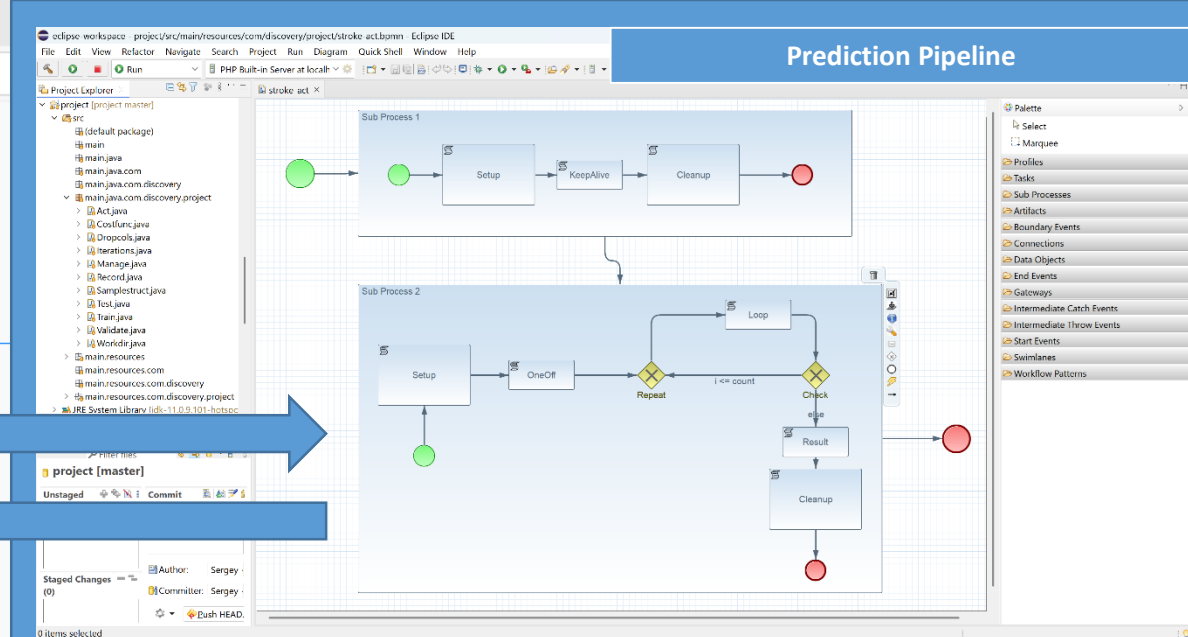 eclipse-workspace - project/src/main/resources/com/discovery/project/stroke-act.bpmn - Eclipse IDE
Prediction Pipeline
File Edit View Refactor Navigate Search Project Run Diagram Quick Shell Window Help
Run
PHP Built-in Server at localh
Project Explorer
stroke-act
project [project master]
src
(default package)
main
main.java
main.java.com
main.java.com.discovery
main.java.com.discovery.project
Act.java
Costfunc.java
Dropcols.java
Iterations.java
Manage.java
Record.java
Samplestruct.java
Test.java
Train.java
Validate.java
Workdir.java
main.resources
main.resources.com
main.resources.com.discovery
main.resources.com.discovery.project
JRE System Library
Filter files
project [master]
Unstaged
Commit
Staged Changes
(0)
Author: Sergey
Committer: Sergey
Push HEAD.
0 items selected
Sub Process 1
Setup
KeepAlive
Cleanup
Sub Process 2
Loop
Setup
OneOff
i <= count
Repeat
Check
else
Result
Cleanup
Palette
Select
Marquee
Profiles
Tasks
Sub Processes
Artifacts
Boundary Events
Connections
Data Objects
End Events
Gateways
Intermediate Catch Events
Intermediate Throw Events
Start Events
Swimlanes
Workflow Patterns